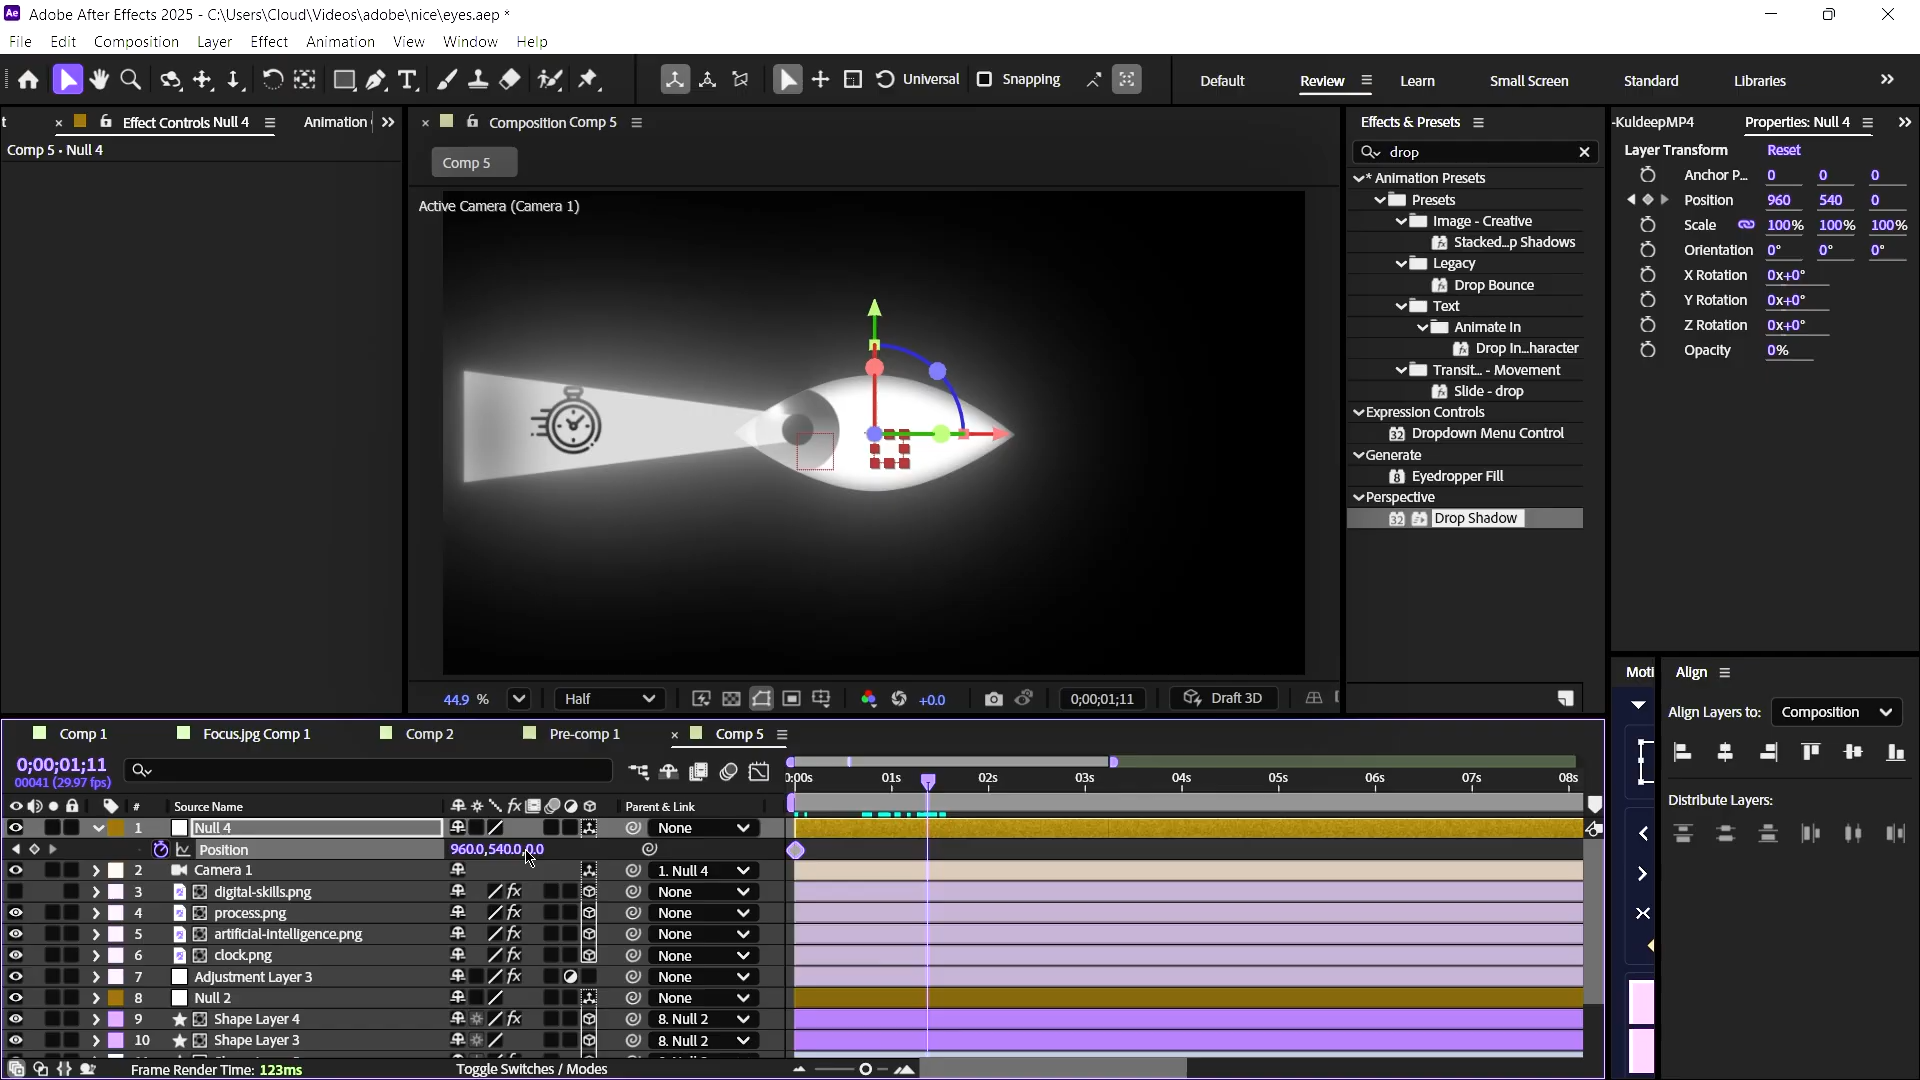 Adobe After Effects 2025 - C:\Users\Cloud\Videos\adobe\nice\eyes.aep *
File Edit Composition Layer Effect Animation View Window Help
Universal Snapping Default Review Learn Small Screen Standard Libraries
t Effect Controls Null 4 Animation
Comp 5 • Null 4
Composition Comp 5
Comp 5
Active Camera (Camera 1)
44.9 % Half +0.0 0;00;01;11 Draft 3D
Effects & Presets
drop
* Animation Presets
Presets
Image - Creative
Stacked...p Shadows
Legacy
Drop Bounce
Text
Animate In
Drop In...haracter
Transit... - Movement
Slide - drop
Expression Controls
Dropdown Menu Control
Generate
Eyedropper Fill
Perspective
Drop Shadow
-KuldeepMP4 Properties: Null 4
Layer Transform Reset
Anchor P... 0 0 0
Position 960 540 0
Scale 100% 100% 100%
Orientation 0° 0° 0°
X Rotation 0x+0°
Y Rotation 0x+0°
Z Rotation 0x+0°
Opacity 0%
Moti Align
Align Layers to: Composition
Distribute Layers:
Comp 1 Focus.jpg Comp 1 Comp 2 Pre-comp 1 Comp 5
0;00;01;11
00041 (29.97 fps)
# Source Name Parent & Link
):00s 01s 02s 03s 04s 05s 06s 07s 08s
1 Null 4 None
Position 960.0,540.0,0.0
2 Camera 1 1. Null 4
3 digital-skills.png None
4 process.png None
5 artificial-intelligence.png None
6 clock.png None
7 Adjustment Layer 3 None
8 Null 2 None
9 Shape Layer 4 8. Null 2
10 Shape Layer 3 8. Null 2
Frame Render Time: 123ms Toggle Switches / Modes